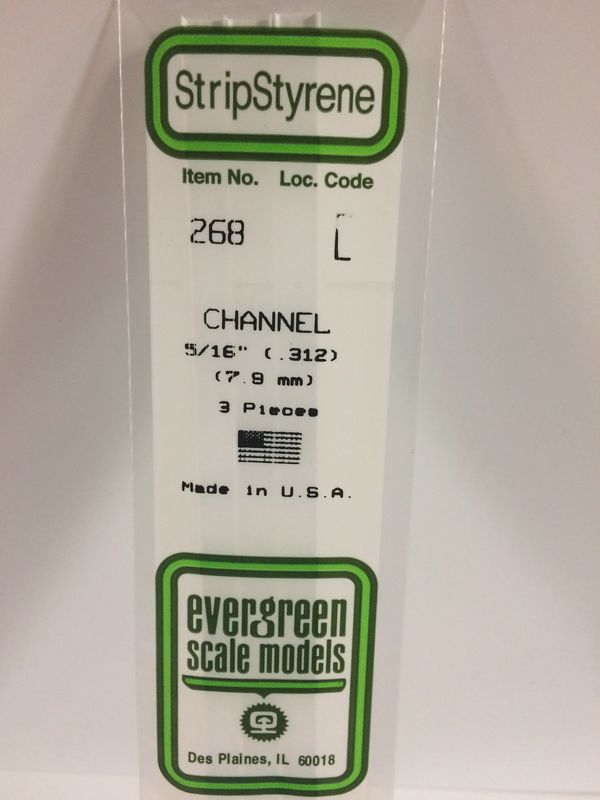 StripStyrene
Item No. Loc. Code
268 L
CHANNEL
5/16" (.312)
(7.9 mm)
3 Pieces
Made in U.S.A.
evergreen
scale models
Des Plaines, IL 60018